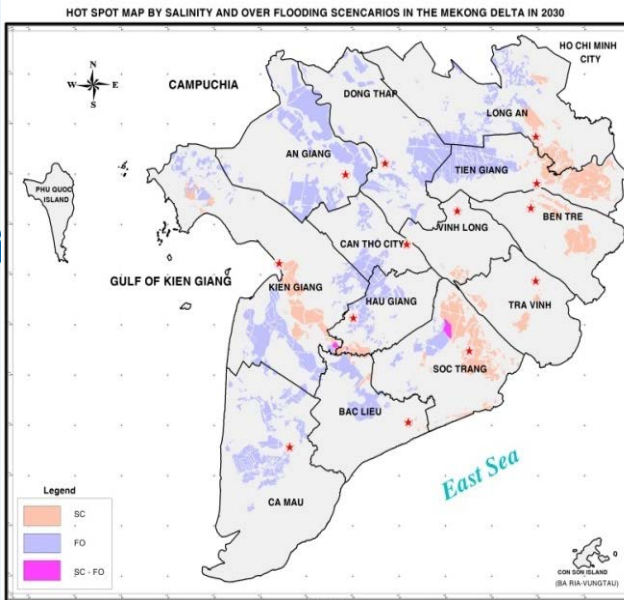 HOT SPOT MAP BY SALINITY AND OVER FLOODING SCENCARIOS IN THE MEKONG DELTA IN 2030
N
W E
S
CAMPUCHIA
HO CHI MINH
CITY
DONG THAP
LONG AN
AN GIANG
TIEN GIANG
PHU QUOC
ISLAND
BEN TRE
VINH LONG
CAN THO CITY
GULF OF KIEN GIANG
KIEN GIANG
HAU GIANG
TRA VINH
SOC TRANG
BAC LIEU
East Sea
CA MAU
Legend
SC
FO
SC - FO
CON SON ISLAND
(BA RIA-VUNGTAU)